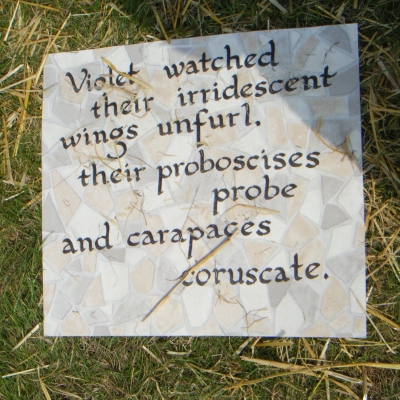 Violet watched
their irridescent
wings unfurl.
their proboscises
probe
and carapaces
coruscate.